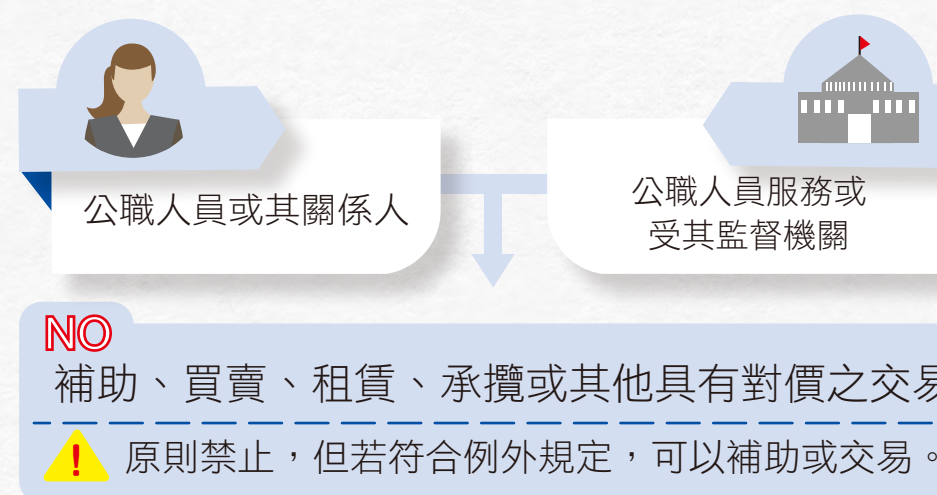 公職人員或其關係人
公職人員服務或
受其監督機關
NO
補助、買賣、租賃、承攬或其他具有對價之交易
原則禁止，但若符合例外規定，可以補助或交易。